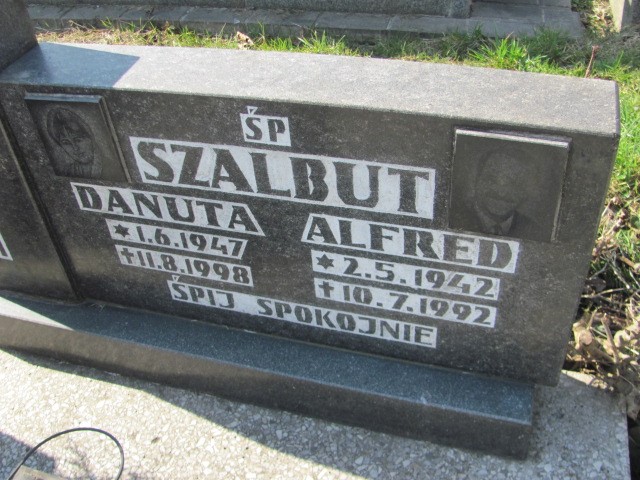 ŚP
SZALBUT
DANUTA
✶ 1.6.1947
✝ 11.8.1998
ALFRED
✶ 2.5.1942
✝ 10.7.1992
ŚPIJ SPOKOJNIE